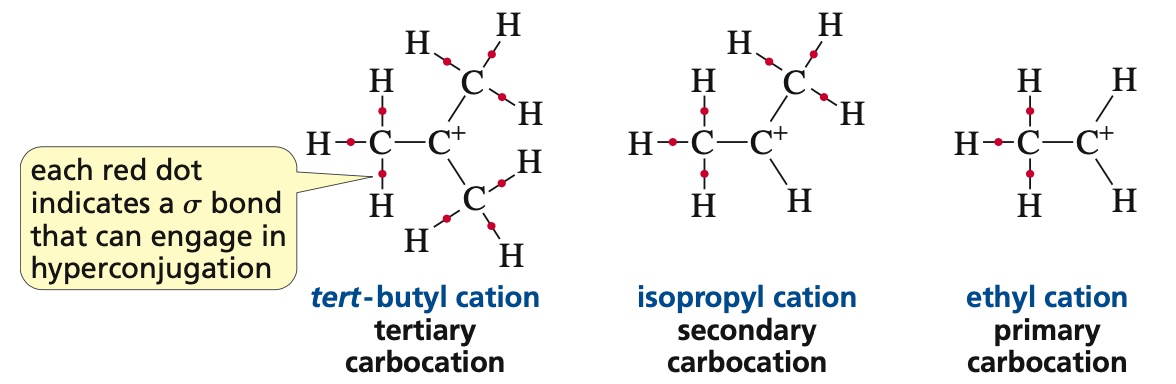 H H
C H
H
H C C+
H
H
C
H H
each red dot
indicates a σ bond
that can engage in
hyperconjugation
tert-butyl cation
tertiary
carbocation
H H
C H
H
H C C+
H H
isopropyl cation
secondary
carbocation
H H
H C C+
H H
ethyl cation
primary
carbocation